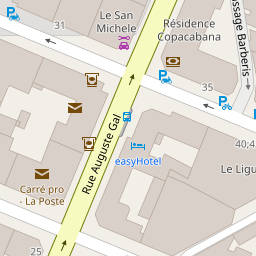 31
Le San
Michele
Résidence
Copacabana
Passage Barberis
35
40;42
Rue Auguste Gal
easyHotel
Le Ligu
Carré pro
- La Poste
25